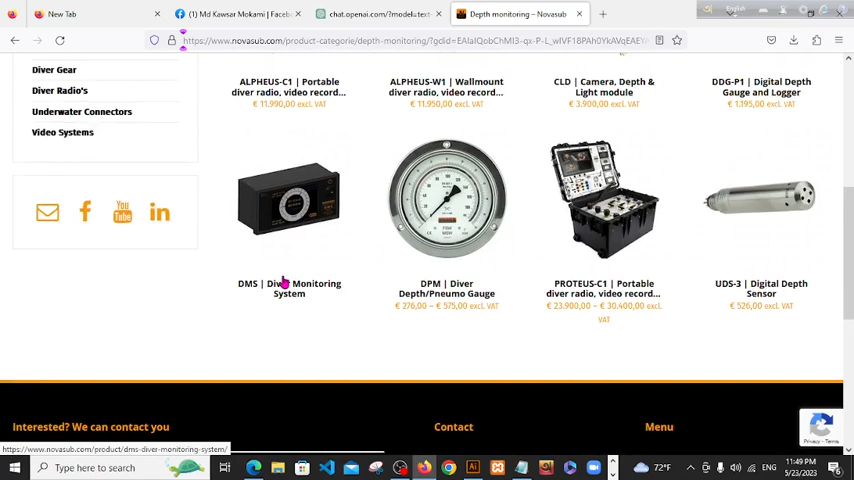 New Tab
(1) Md Kawsar Mokami | Faceb
chat.openai.com/?model=text-
Depth monitoring – Novasub
English
https://www.novasub.com/product-categorie/depth-monitoring/?gdid=
Diver Gear
Diver Radio's
Underwater Connectors
Video Systems
ALPHEUS-C1 | Portable
diver radio, video record...
€ 11.990,00 excl. VAT
ALPHEUS-W1 | Wallmount
diver radio, video record...
€ 11.950,00 excl. VAT
CLD | Camera, Depth &
Light module
€ 3.900,00 excl. VAT
DDG-P1 | Digital Depth
Gauge and Logger
€ 1.195,00 excl. VAT
You
Tube
in
DMS | Diver Monitoring
System
DPM | Diver
Depth/Pneumo Gauge
€ 276,00 – € 575,00 excl. VAT
PROTEUS-C1 | Portable
diver radio, video record...
€ 23.900,00 – € 30.400,00 excl.
VAT
UDS-3 | Digital Depth
Sensor
€ 526,00 excl. VAT
Interested? We can contact you
Contact
Menu
Privacy - Terms
https://www.novasub.com/product/dms-diver-monitoring-system/
Type here to search
72°F
ENG
11:49 PM
5/23/2023